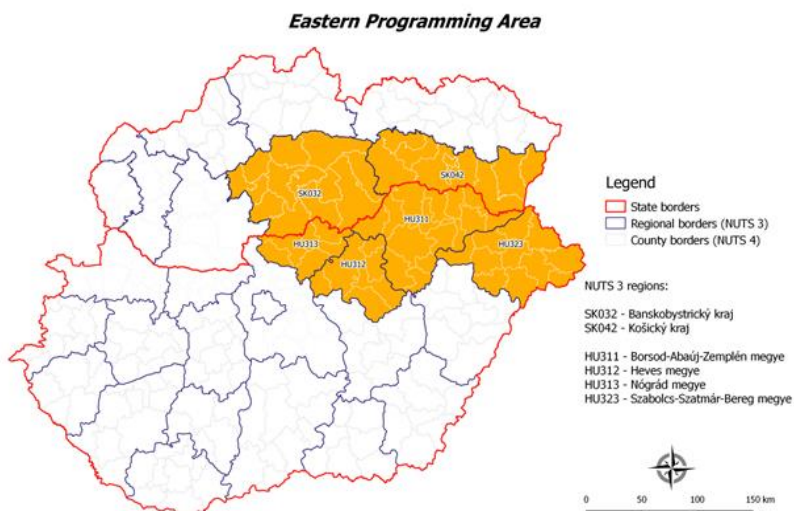 Eastern Programming Area
SK032
SK042
HU311
HU313
HU312
HU323
Legend
State borders
Regional borders (NUTS 3)
County borders (NUTS 4)
NUTS 3 regions:
SK032 - Banskobystrický kraj
SK042 - Košický kraj
HU311 - Borsod-Abaúj-Zemplén megye
HU312 - Heves megye
HU313 - Nógrád megye
HU323 - Szabolcs-Szatmár-Bereg megye
0 50 100 150 km